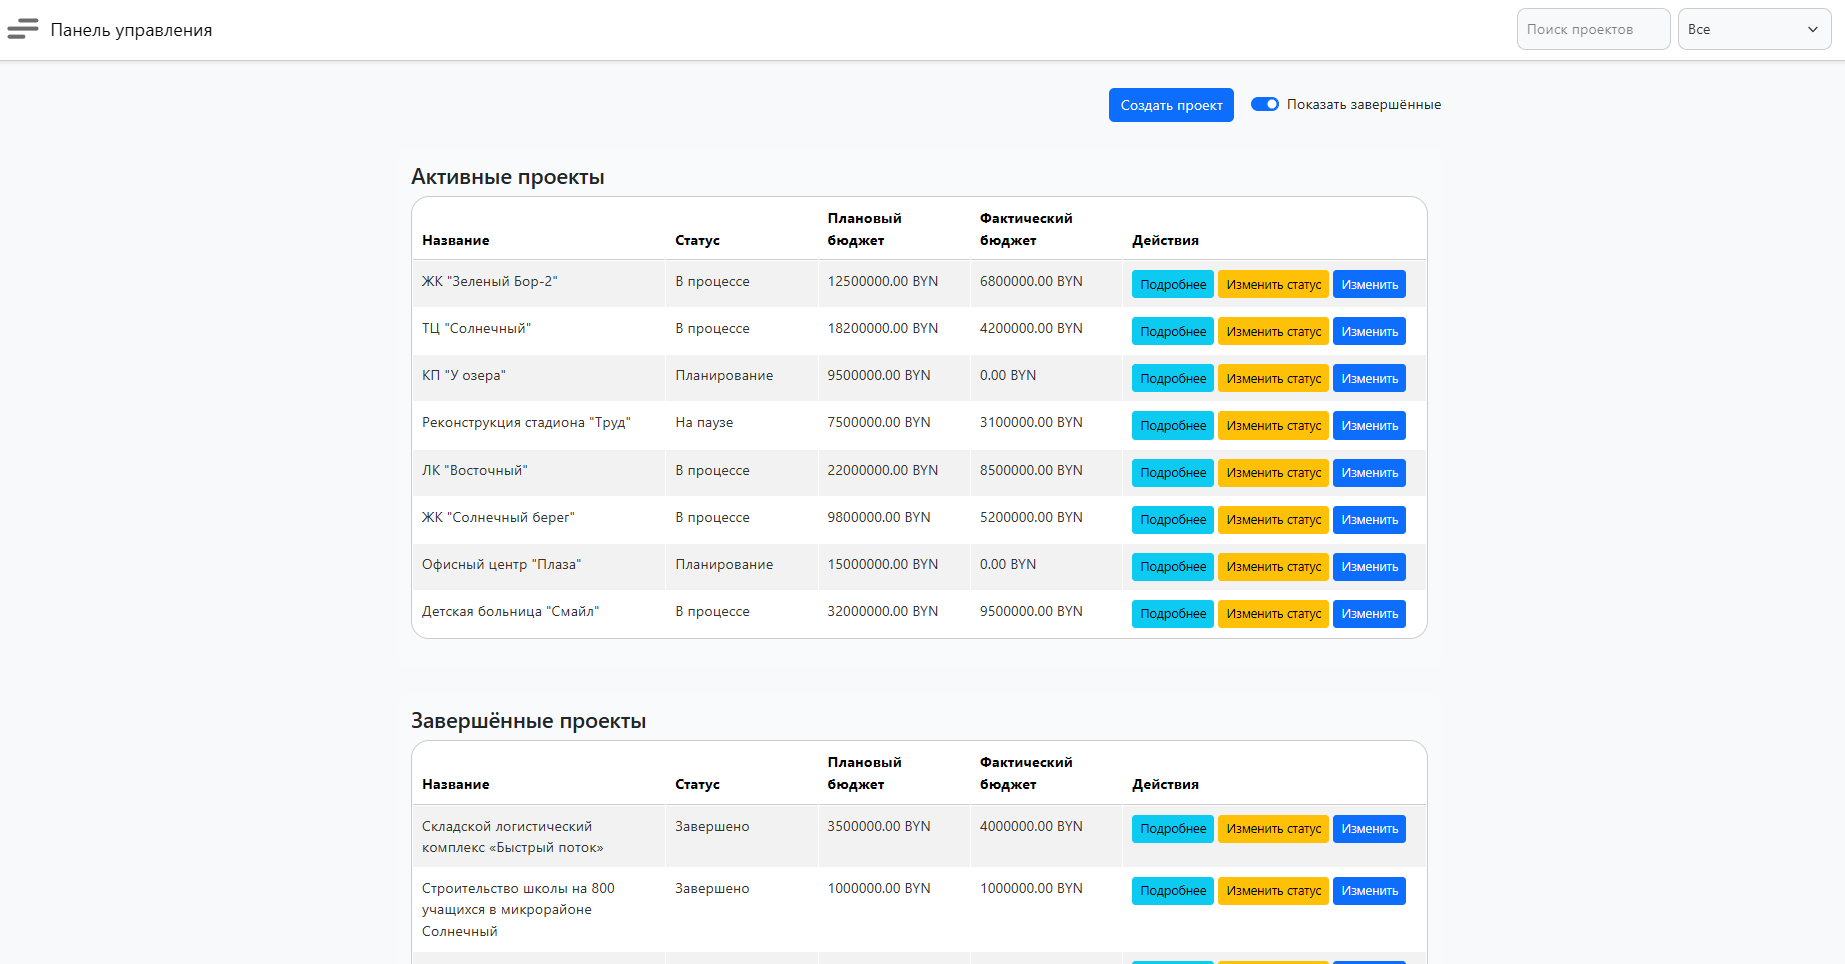 Панель управления
Поиск проектов
Все
Создать проект
Показать завершённые
Активные проекты
Название Статус Плановый бюджет Фактический бюджет Действия
ЖК "Зеленый Бор-2" В процессе 12500000.00 BYN 6800000.00 BYN Подробнее Изменить статус Изменить
ТЦ "Солнечный" В процессе 18200000.00 BYN 4200000.00 BYN Подробнее Изменить статус Изменить
КП "У озера" Планирование 9500000.00 BYN 0.00 BYN Подробнее Изменить статус Изменить
Реконструкция стадиона "Труд" На паузе 7500000.00 BYN 3100000.00 BYN Подробнее Изменить статус Изменить
ЛК "Восточный" В процессе 22000000.00 BYN 8500000.00 BYN Подробнее Изменить статус Изменить
ЖК "Солнечный берег" В процессе 9800000.00 BYN 5200000.00 BYN Подробнее Изменить статус Изменить
Офисный центр "Плаза" Планирование 15000000.00 BYN 0.00 BYN Подробнее Изменить статус Изменить
Детская больница "Смайл" В процессе 32000000.00 BYN 9500000.00 BYN Подробнее Изменить статус Изменить
Завершённые проекты
Название Статус Плановый бюджет Фактический бюджет Действия
Складской логистический
комплекс «Быстрый поток» Завершено 3500000.00 BYN 4000000.00 BYN Подробнее Изменить статус Изменить
Строительство школы на 800
учащихся в микрорайоне
Солнечный Завершено 1000000.00 BYN 1000000.00 BYN Подробнее Изменить статус Изменить